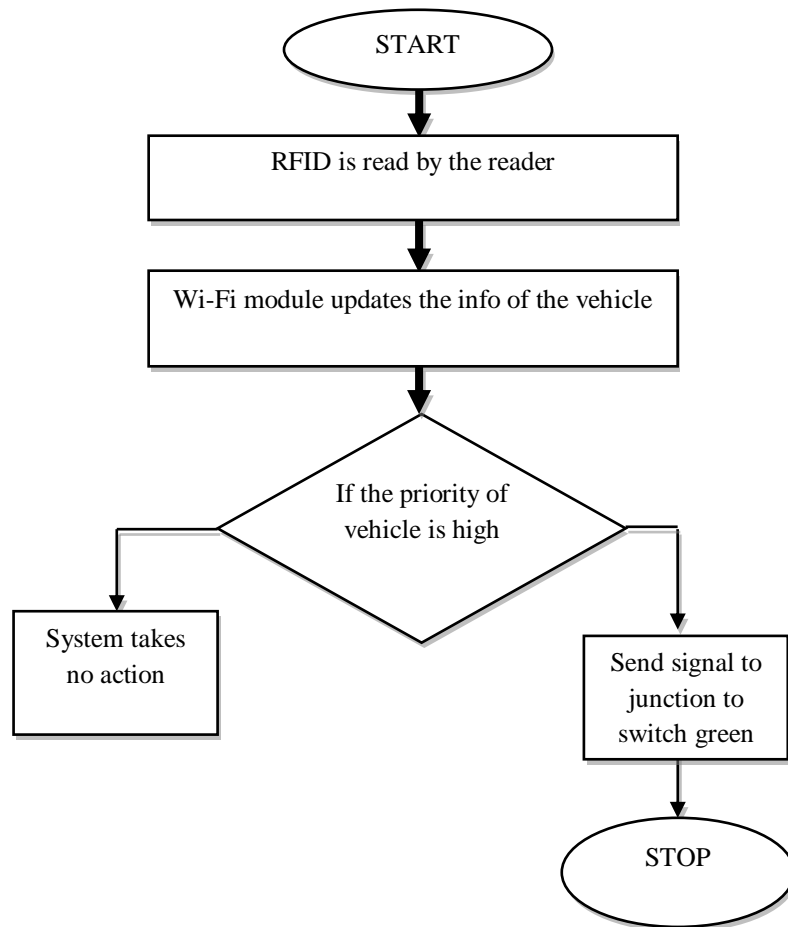 START
RFID is read by the reader
Wi-Fi module updates the info of the vehicle
If the priority of
vehicle is high
System takes
no action
Send signal to
junction to
switch green
STOP